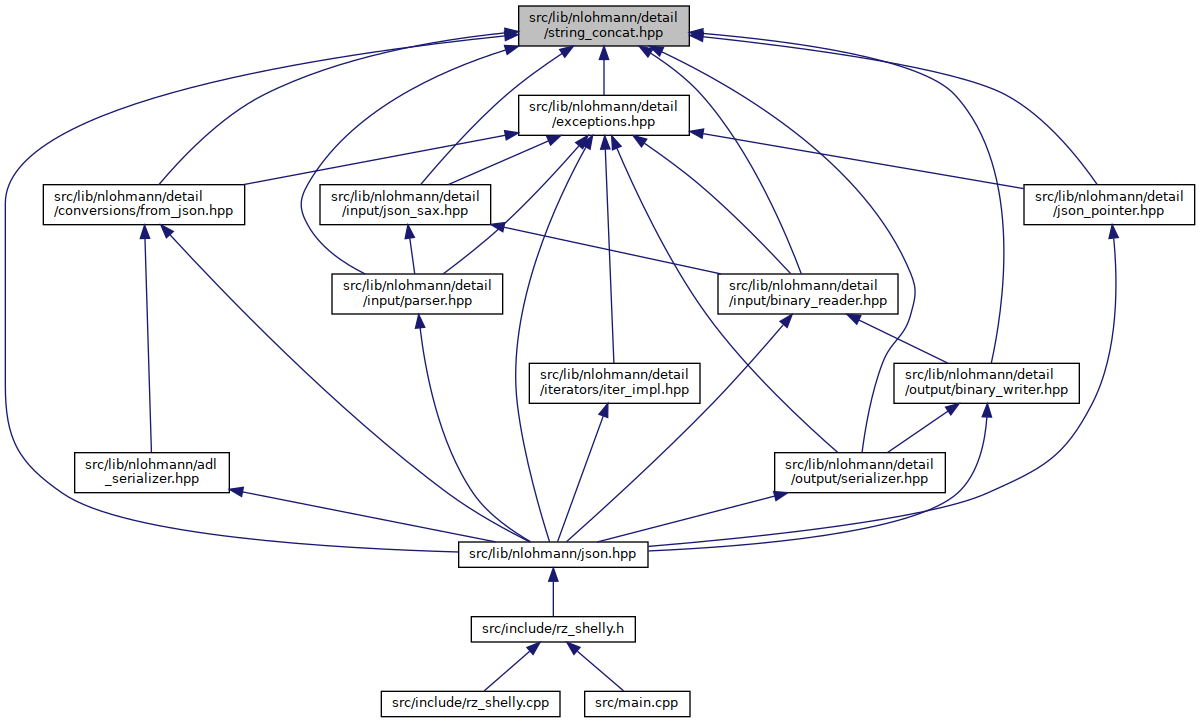 src/lib/nlohmann/detail
/string_concat.hpp
src/lib/nlohmann/detail
/exceptions.hpp
src/lib/nlohmann/detail
/conversions/from_json.hpp
src/lib/nlohmann/detail
/input/json_sax.hpp
src/lib/nlohmann/detail
/json_pointer.hpp
src/lib/nlohmann/detail
/input/parser.hpp
src/lib/nlohmann/detail
/input/binary_reader.hpp
src/lib/nlohmann/detail
/iterators/iter_impl.hpp
src/lib/nlohmann/detail
/output/binary_writer.hpp
src/lib/nlohmann/adl
_serializer.hpp
src/lib/nlohmann/detail
/output/serializer.hpp
src/lib/nlohmann/json.hpp
src/include/rz_shelly.h
src/include/rz_shelly.cpp
src/main.cpp